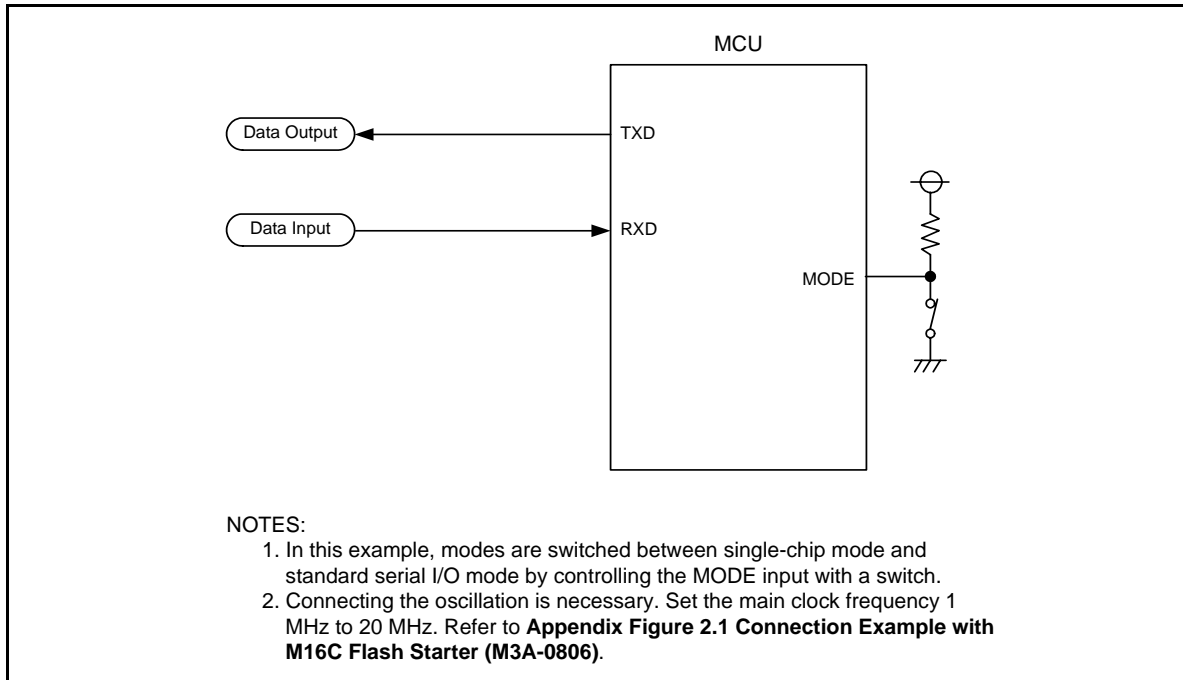 MCU
Data Output
TXD
Data Input
RXD
MODE
NOTES:
1. In this example, modes are switched between single-chip mode and
standard serial I/O mode by controlling the MODE input with a switch.
2. Connecting the oscillation is necessary. Set the main clock frequency 1
MHz to 20 MHz. Refer to Appendix Figure 2.1 Connection Example with
M16C Flash Starter (M3A-0806).